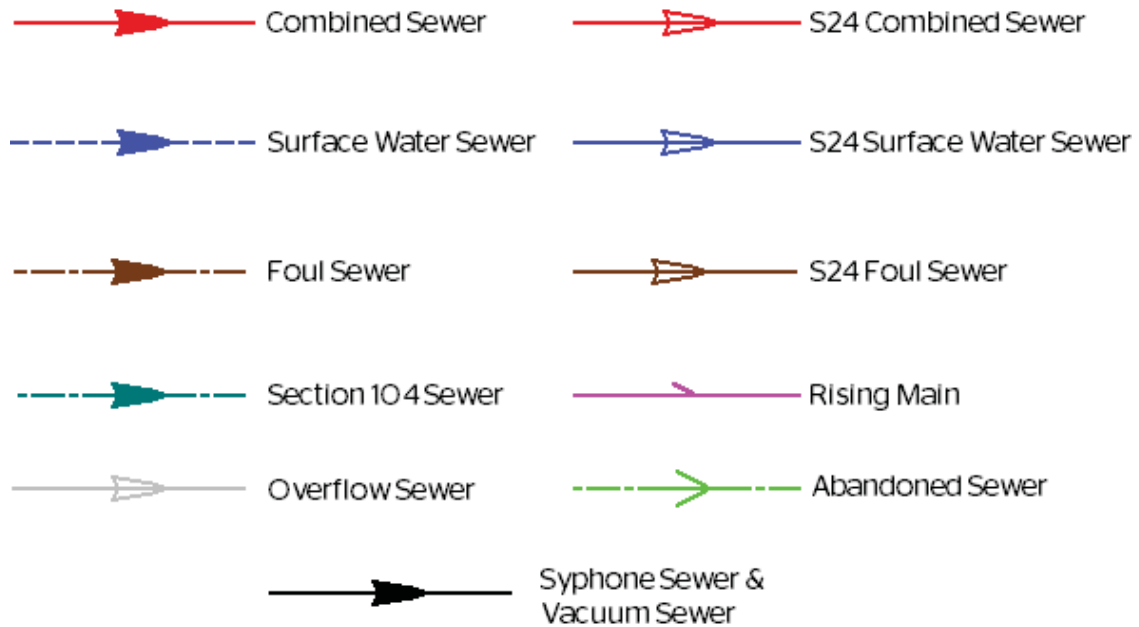 Combined Sewer
S24 Combined Sewer
Surface Water Sewer
S24 Surface Water Sewer
Foul Sewer
S24 Foul Sewer
Section 104 Sewer
Rising Main
Overflow Sewer
Abandoned Sewer
Syphone Sewer &
Vacuum Sewer